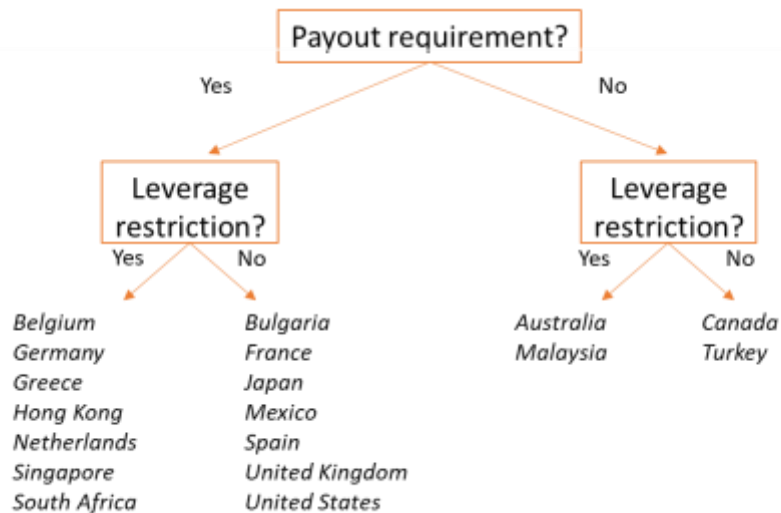 Payout requirement?
Yes
No
Leverage
restriction?
Leverage
restriction?
Yes
No
Yes
No
Belgium
Germany
Greece
Hong Kong
Netherlands
Singapore
South Africa
Bulgaria
France
Japan
Mexico
Spain
United Kingdom
United States
Australia
Malaysia
Canada
Turkey